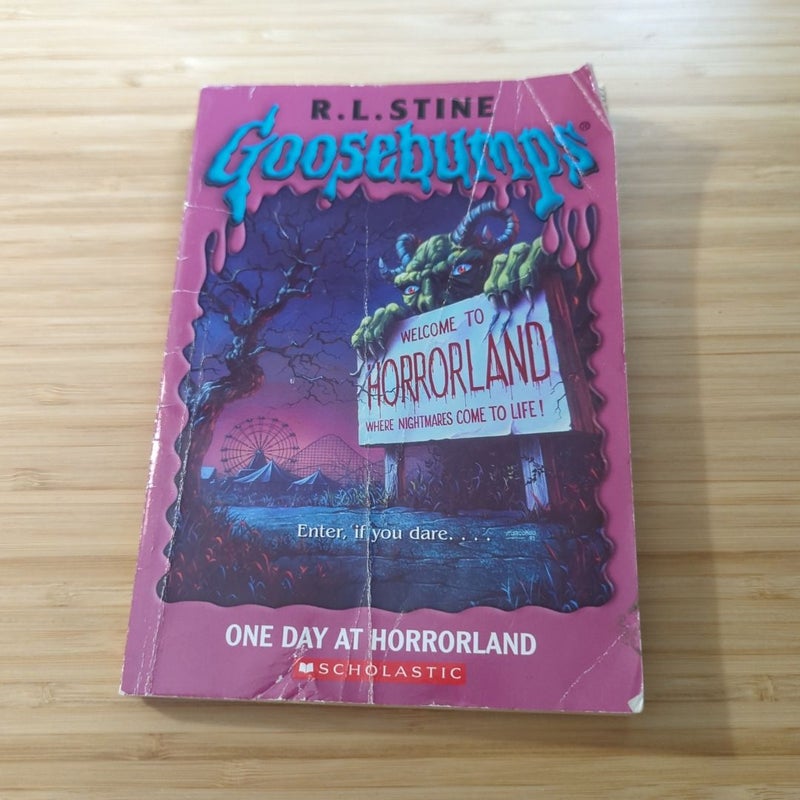 R.L.STINE
Goosebumps®
WELCOME TO
HORRORLAND
WHERE NIGHTMARES COME TO LIFE!
Enter, if you dare. . . .
ONE DAY AT HORRORLAND
SCHOLASTIC